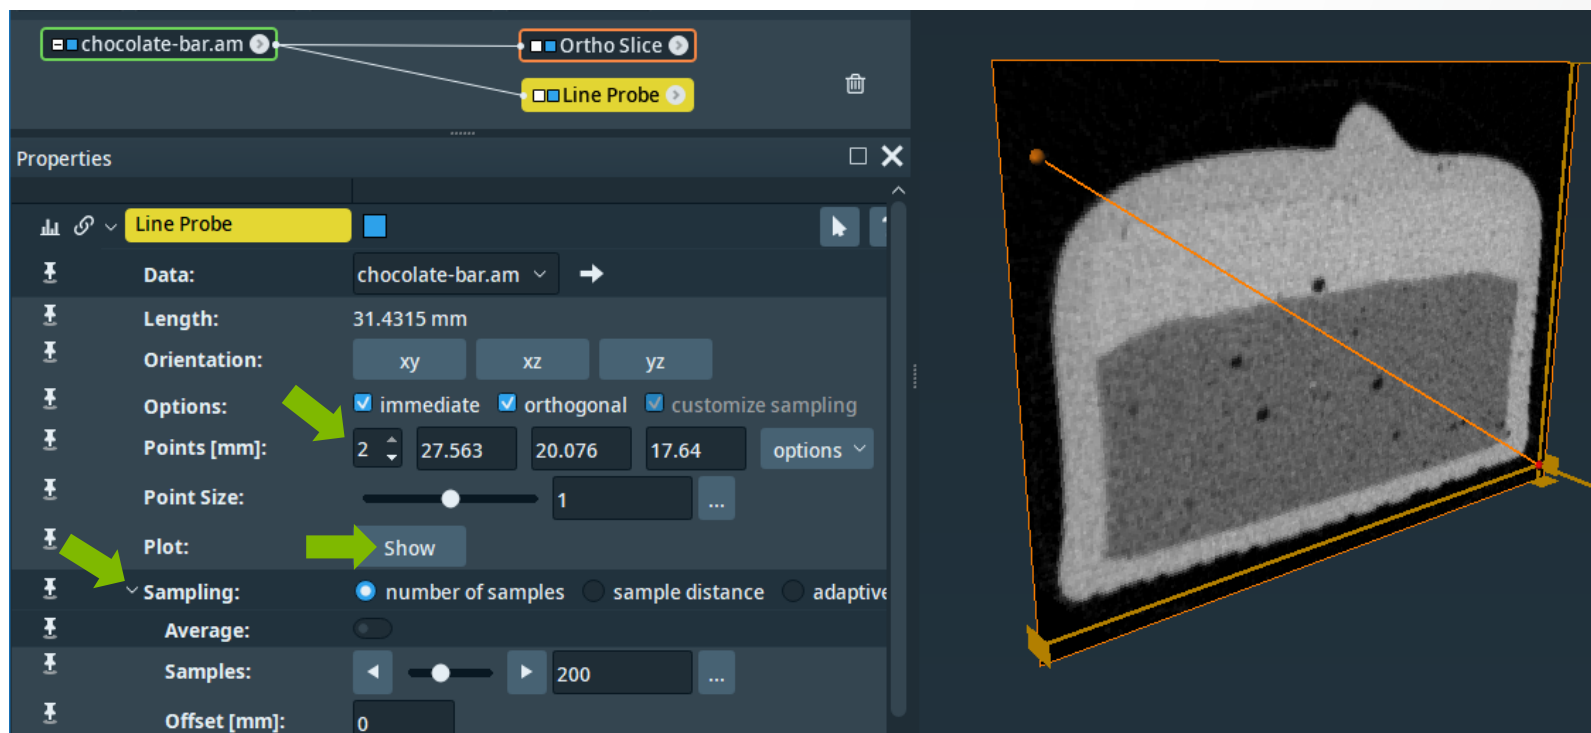 chocolate-bar.am
Ortho Slice
Line Probe
Properties
Line Probe
Data: chocolate-bar.am
Length: 31.4315 mm
Orientation: xy xz yz
Options: immediate orthogonal customize sampling
Points [mm]: 2 27.563 20.076 17.64 options
Point Size: 1 ...
Plot: Show
Sampling: number of samples sample distance adaptive
Average:
Samples: 200 ...
Offset [mm]: 0